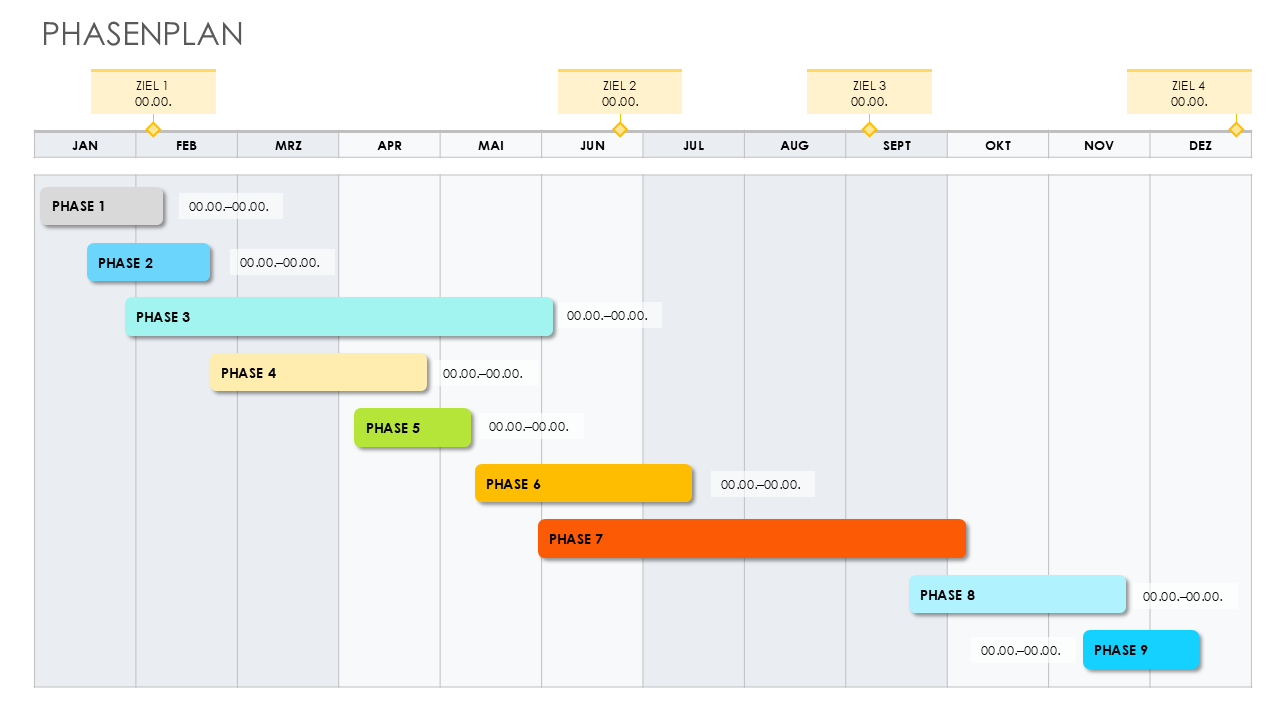 PHASENPLAN
ZIEL 1
00.00.
ZIEL 2
00.00.
ZIEL 3
00.00.
ZIEL 4
00.00.
JAN FEB MRZ APR MAI JUN JUL AUG SEPT OKT NOV DEZ
PHASE 1 00.00.–00.00.
PHASE 2 00.00.–00.00.
PHASE 3 00.00.–00.00.
PHASE 4 00.00.–00.00.
PHASE 5 00.00.–00.00.
PHASE 6 00.00.–00.00.
PHASE 7
PHASE 8 00.00.–00.00.
00.00.–00.00. PHASE 9